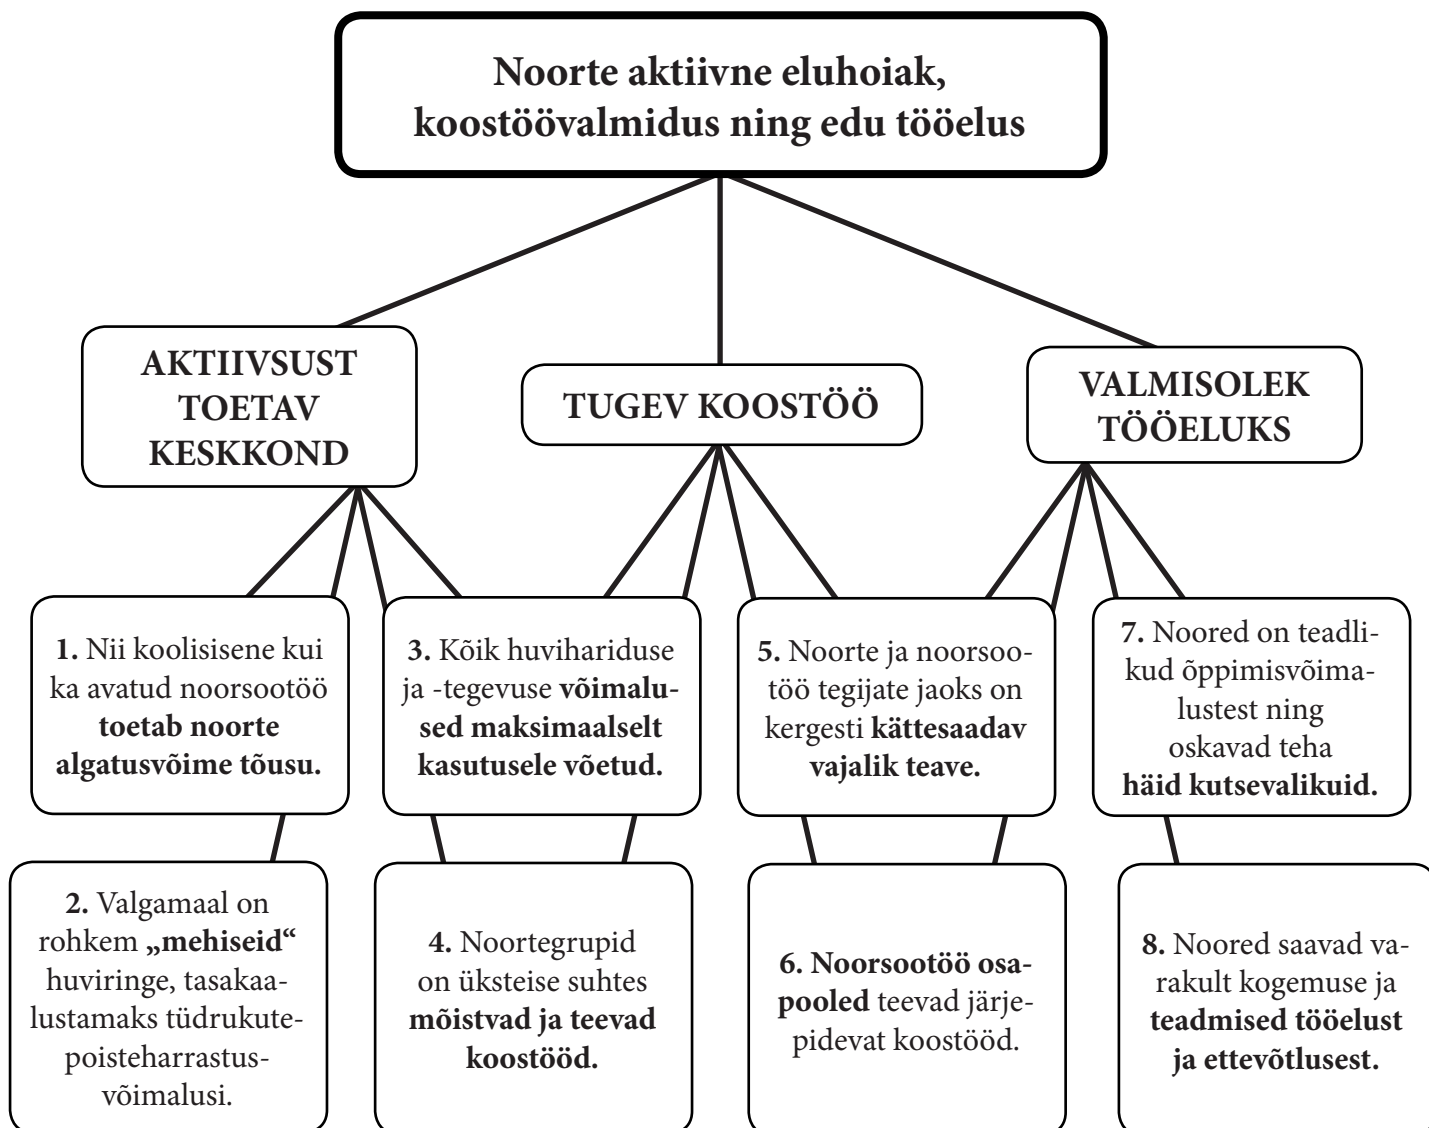 Noorte aktiivne eluhoiak,
koostöövalmidus ning edu tööelus
AKTIIVSUST
TOETAV
KESKKOND
TUGEV KOOSTÖÖ
VALMISOLEK
TÖÖELUKS
1. Nii koolisisene kui
ka avatud noorsootöö
toetab noorte
algatusvõime tõusu.
3. Kõik huvihariduse
ja -tegevuse võimalu-
sed maksimaalselt
kasutusele võetud.
5. Noorte ja noorsoo-
töö tegijate jaoks on
kergesti kättesaadav
vajalik teave.
7. Noored on teadli-
kud õppimisvõima-
lustest ning
oskavad teha
häid kutsevalikuid.
2. Valgamaal on
rohkem „mehiseid“
huviringe, tasakaa-
lustamaks tüdrukute-
poisteharrastus-
võimalusi.
4. Noortegrupid
on üksteise suhtes
mõistvad ja teevad
koostööd.
6. Noorsootöö osa-
pooled teevad järje-
pidevat koostööd.
8. Noored saavad va-
rakult kogemuse ja
teadmised tööelust
ja ettevõtlusest.